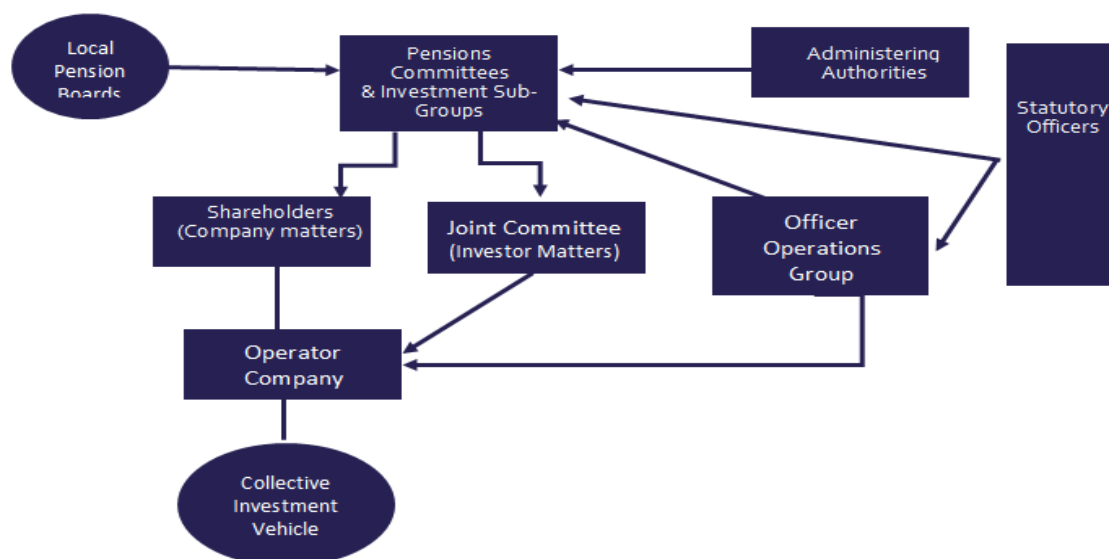 Local
Pension
Boards
Pensions
Committees
& Investment Sub-
Groups
Administering
Authorities
Statutory
Officers
Shareholders
(Company matters)
Joint Committee
(Investor Matters)
Officer
Operations
Group
Operator
Company
Collective
Investment
Vehicle